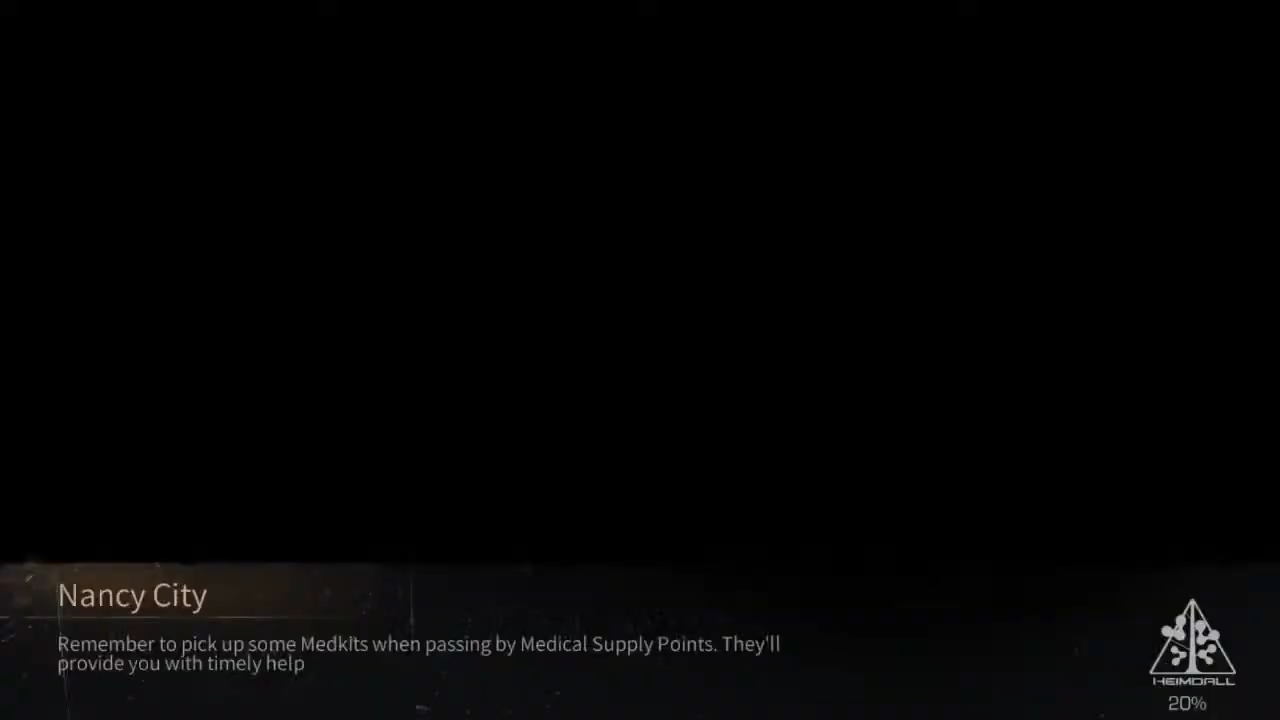 Nancy City
Remember to pick up some Medkits when passing by Medical Supply Points. They'll
provide you with timely help
HEIMDALL
20%